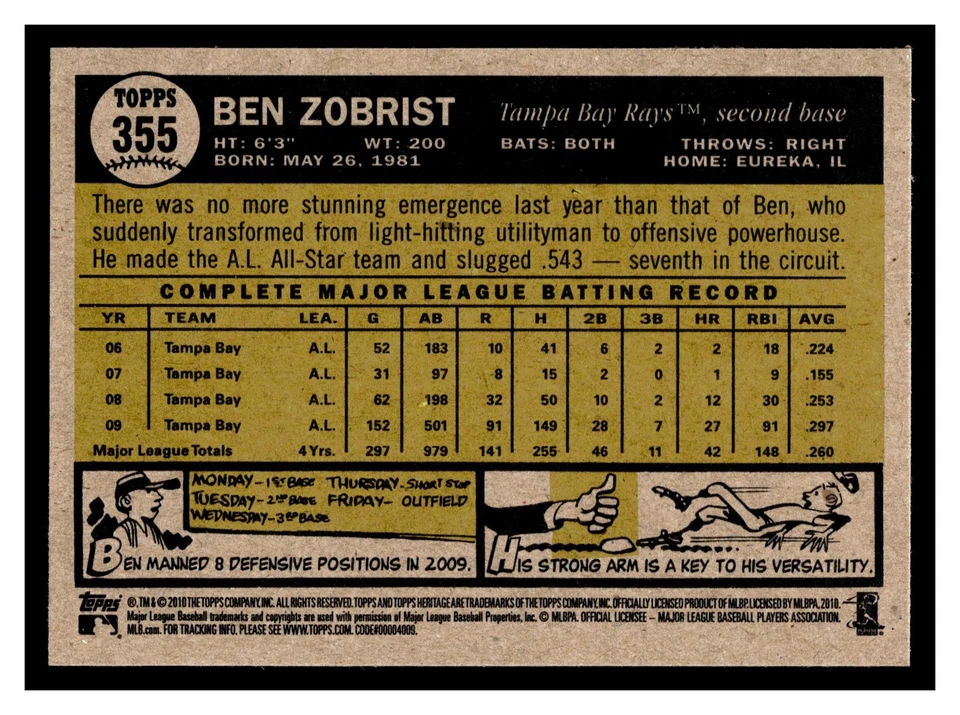 TOPPS
355
BEN ZOBRIST
Tampa Bay Rays™, second base
HT: 6'3" WT: 200 BATS: BOTH THROWS: RIGHT
BORN: MAY 26, 1981 HOME: EUREKA, IL
There was no more stunning emergence last year than that of Ben, who
suddenly transformed from light-hitting utilityman to offensive powerhouse.
He made the A.L. All-Star team and slugged .543 — seventh in the circuit.
COMPLETE MAJOR LEAGUE BATTING RECORD
YR TEAM LEA. G AB R H 2B 3B HR RBI AVG
06 Tampa Bay A.L. 52 183 10 41 6 2 2 18 .224
07 Tampa Bay A.L. 31 97 8 15 2 0 1 9 .155
08 Tampa Bay A.L. 62 198 32 50 10 2 12 30 .253
09 Tampa Bay A.L. 152 501 91 149 28 7 27 91 .297
Major League Totals 4 Yrs. 297 979 141 255 46 11 42 148 .260
MONDAY-1ST BASE THURSDAY-SHORT STOP
TUESDAY-2ND BASE FRIDAY- OUTFIELD
WEDNESDAY-3RD BASE
BEN MANNED 8 DEFENSIVE POSITIONS IN 2009.
HIS STRONG ARM IS A KEY TO HIS VERSATILITY.
Topps ®, TM & © 2010 THE TOPPS COMPANY, INC. ALL RIGHTS RESERVED. TOPPS AND TOPPS HERITAGE ARE TRADEMARKS OF THE TOPPS COMPANY, INC. OFFICIALLY LICENSED PRODUCT OF MLBP. LICENSED BY MLBPA, 2010.
Major League Baseball trademarks and copyrights are used with permission of Major League Baseball Properties, Inc. © MLBPA. OFFICIAL LICENSEE – MAJOR LEAGUE BASEBALL PLAYERS ASSOCIATION.
MLB.com. FOR TRACKING INFO, PLEASE SEE WWW.TOPPS.COM. CODE#00004009.